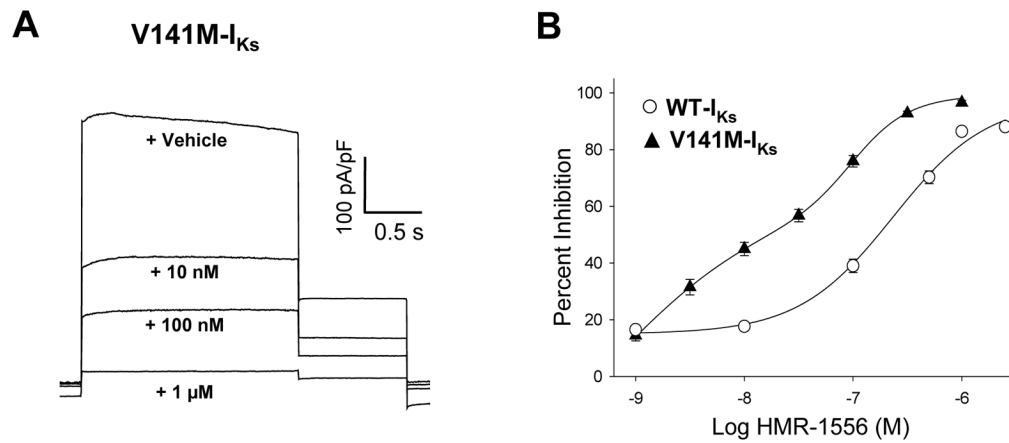 A
V141M-IKs
+ Vehicle
100 pA/pF
0.5 s
+ 10 nM
+ 100 nM
+ 1 µM
B
WT-IKs
V141M-IKs
Percent Inhibition
100
80
60
40
20
0
-9 -8 -7 -6
Log HMR-1556 (M)